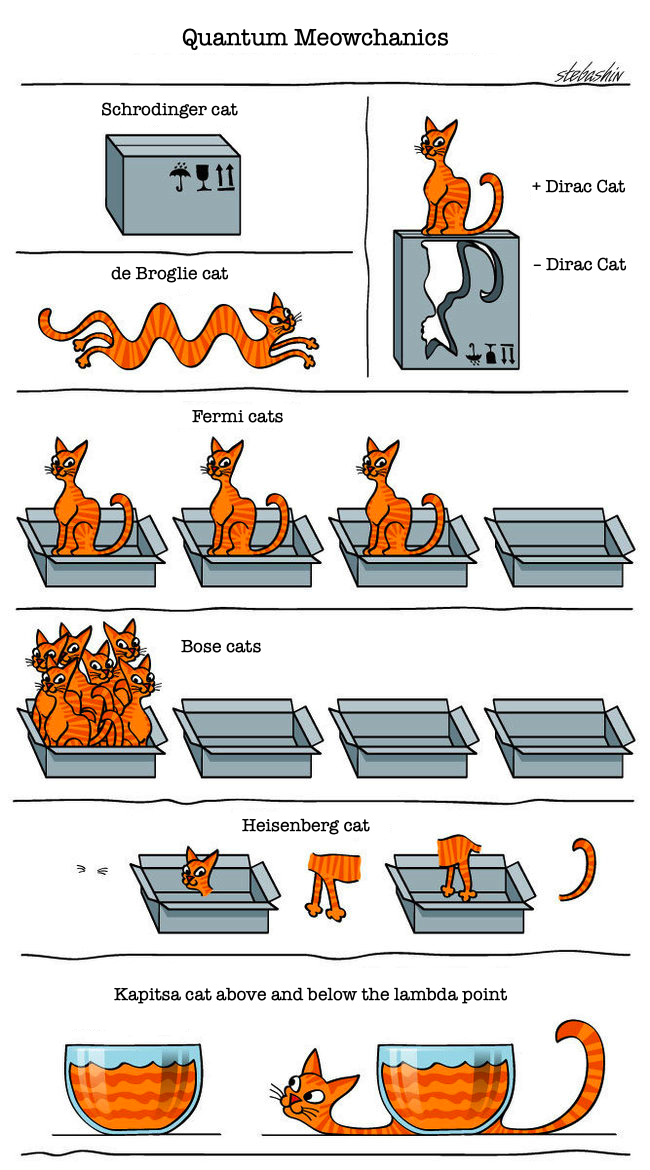 Quantum Meowchanics
stebashin
Schrodinger cat
+ Dirac Cat
– Dirac Cat
de Broglie cat
Fermi cats
Bose cats
Heisenberg cat
Kapitsa cat above and below the lambda point